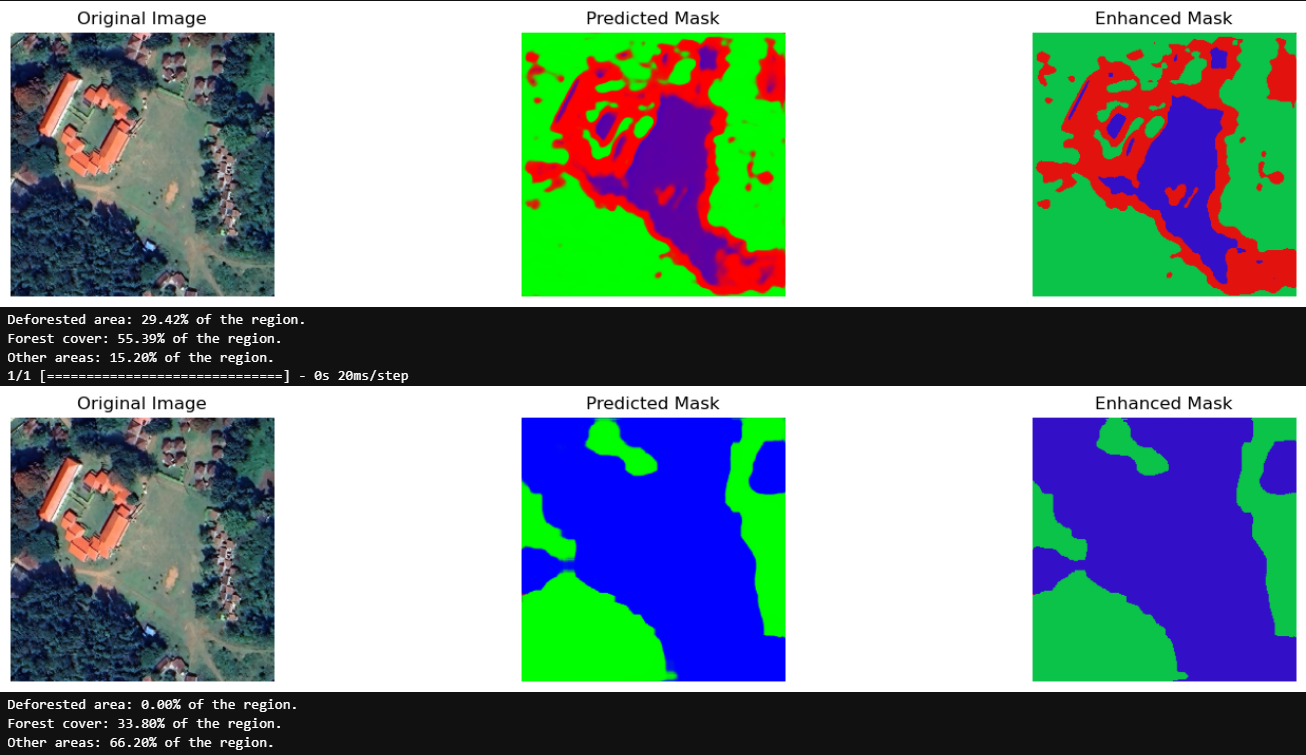 Original Image Predicted Mask Enhanced Mask
Deforested area: 29.42% of the region.
Forest cover: 55.39% of the region.
Other areas: 15.20% of the region.
1/1 [==============================] - 0s 20ms/step
Original Image Predicted Mask Enhanced Mask
Deforested area: 0.00% of the region.
Forest cover: 33.80% of the region.
Other areas: 66.20% of the region.